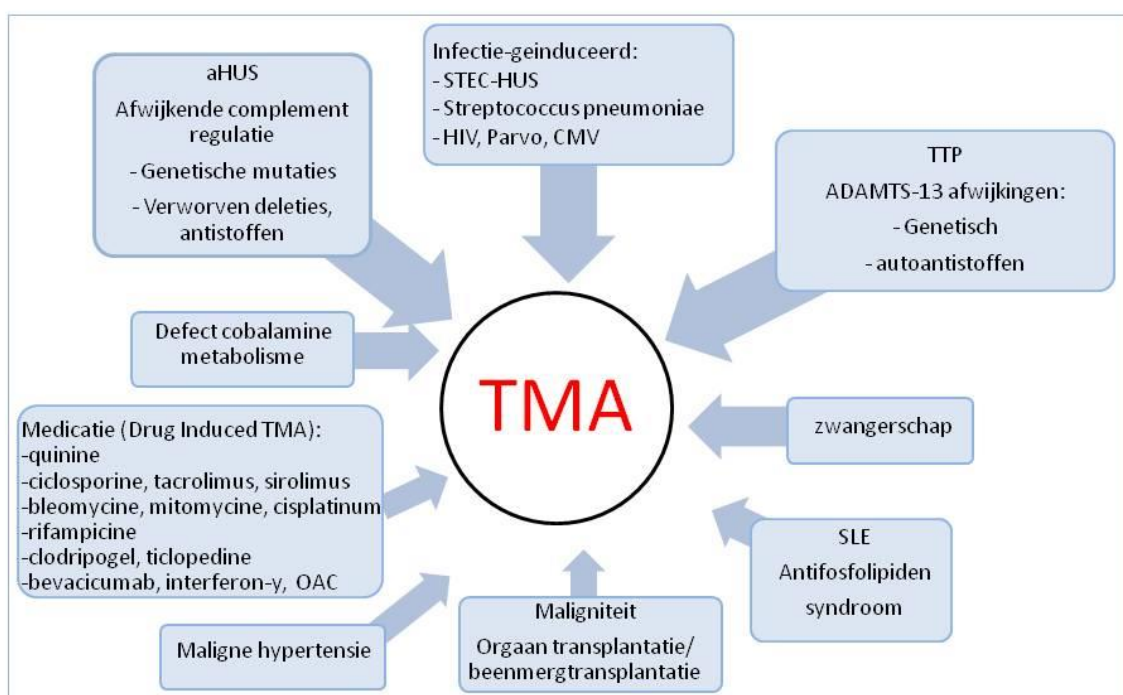 aHUS
Afwijkende complement
regulatie
- Genetische mutaties
- Verworven deleties,
antistoffen
Infectie-geinduceerd:
- STEC-HUS
- Streptococcus pneumoniae
- HIV, Parvo, CMV
TTP
ADAMTS-13 afwijkingen:
- Genetisch
- autoantistoffen
Defect cobalamine
metabolisme
TMA
zwangerschap
Medicatie (Drug Induced TMA):
-quinine
-ciclosporine, tacrolimus, sirolimus
-bleomycine, mitomycine, cisplatinum
-rifampicine
-clodripogel, ticlopedine
-bevacicumab, interferon-y, OAC
SLE
Antifosfolipiden
syndroom
Maligne hypertensie
Maligniteit
Orgaan transplantatie/
beenmergtransplantatie